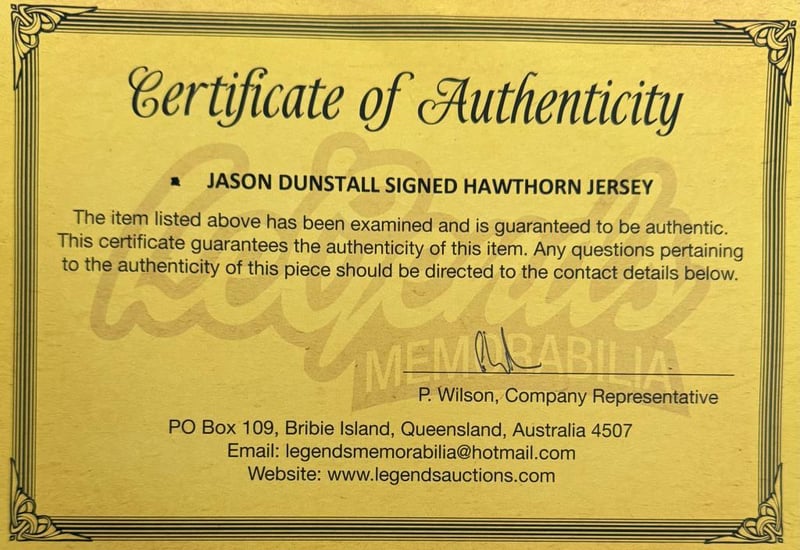 Certificate of Authenticity
JASON DUNSTALL SIGNED HAWTHORN JERSEY
The item listed above has been examined and is guaranteed to be authentic.
This certificate guarantees the authenticity of this item. Any questions pertaining
to the authenticity of this piece should be directed to the contact details below.
Legends
MEMORABILIA
P. Wilson, Company Representative
PO Box 109, Bribie Island, Queensland, Australia 4507
Email: legendsmemorabilia@hotmail.com
Website: www.legendsauctions.com